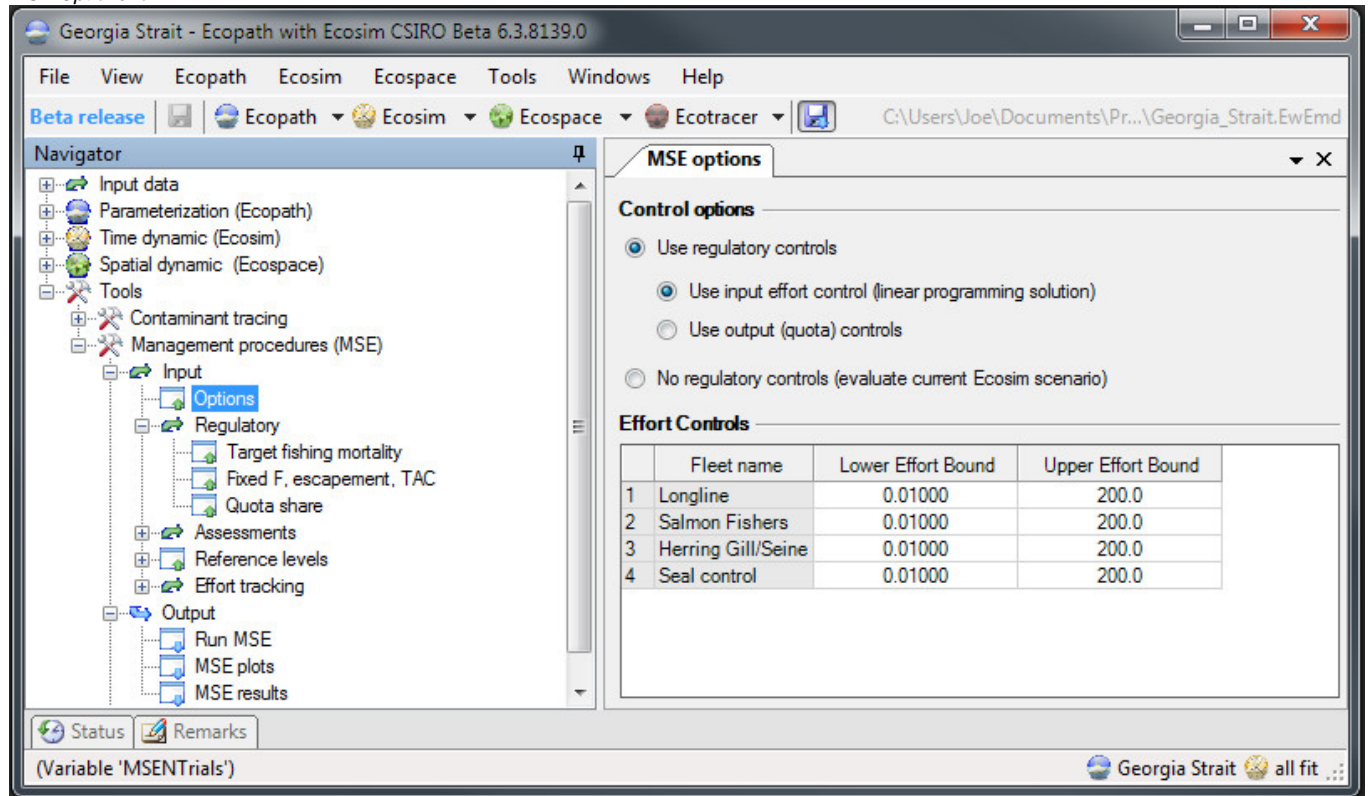 Georgia Strait - Ecopath with Ecosim CSIRO Beta 6.3.8139.0
File View Ecopath Ecosim Ecospace Tools Windows Help
Beta release Ecopath Ecosim Ecospace Ecotracer C:\Users\Joe\Documents\Pr...\Georgia_Strait.EwEmd
Navigator
Input data
Parameterization (Ecopath)
Time dynamic (Ecosim)
Spatial dynamic (Ecospace)
Tools
Contaminant tracing
Management procedures (MSE)
Input
Options
Regulatory
Target fishing mortality
Fixed F, escapement, TAC
Quota share
Assessments
Reference levels
Effort tracking
Output
Run MSE
MSE plots
MSE results
MSE options
Control options
Use regulatory controls
Use input effort control (linear programming solution)
Use output (quota) controls
No regulatory controls (evaluate current Ecosim scenario)
Effort Controls
Fleet name Lower Effort Bound Upper Effort Bound
1 Longline 0.01000 200.0
2 Salmon Fishers 0.01000 200.0
3 Herring Gill/Seine 0.01000 200.0
4 Seal control 0.01000 200.0
Status Remarks
(Variable 'MSENTrials') Georgia Strait all fit